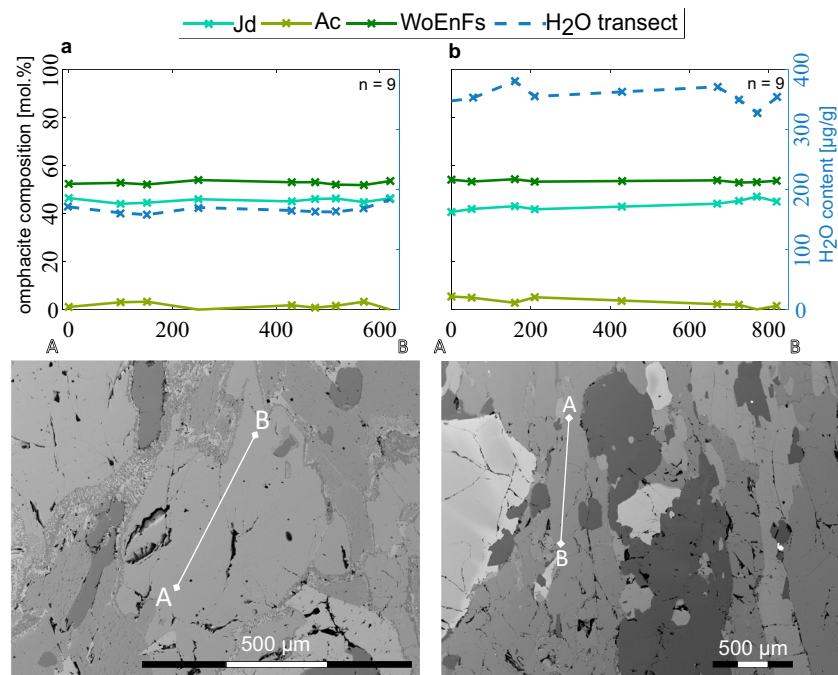 Jd Ac WoEnFs H2O transect
a b
100 n = 9 n = 9 400
80
60 300
40 200
20 100
0 0
omphacite composition [mol.%]
H2O content [µg/g]
0 200 400 600 0 200 400 600 800
A B A B
B A
A B
500 µm 500 µm